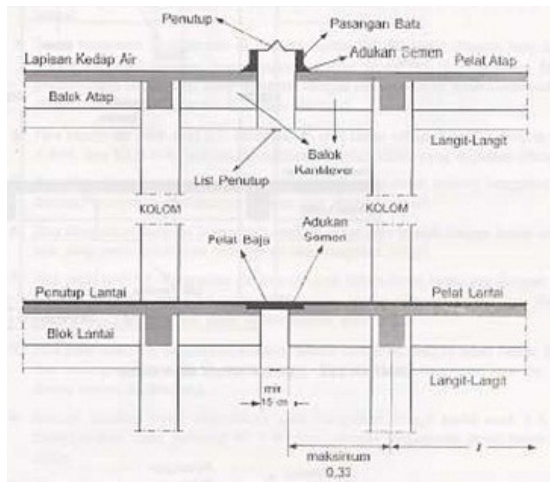 Penutup
Pasangan Bata
Adukan Semen
Lapisan Kedap Air
Pelat Atap
Balok Atap
Langit-Langit
Balok
Kantilever
List Penutup
KOLOM
KOLOM
Adukan
Semen
Pelat Baja
Penutup Lantai
Pelat Lantai
Blok Lantai
Langit-Langit
min
15 cm
maksimum
0,33